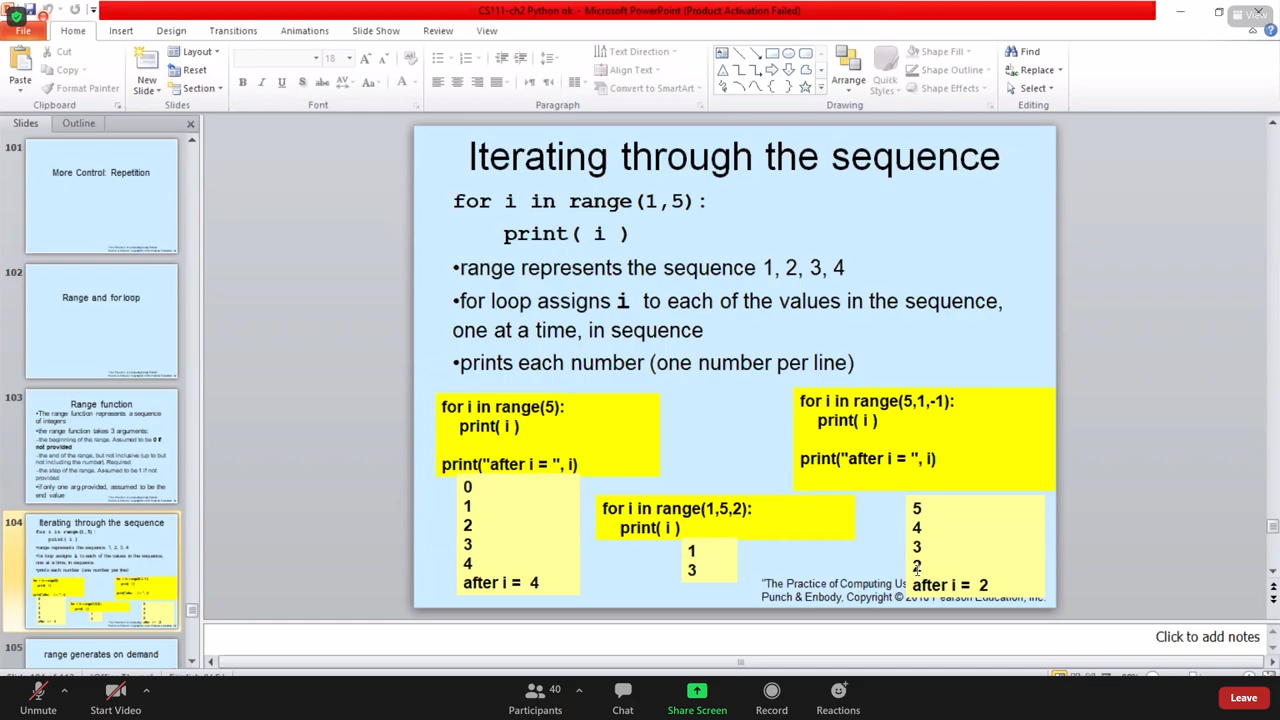 CS111-ch2 Python ok - Microsoft PowerPoint (Product Activation Failed)
View
File Home Insert Design Transitions Animations Slide Show Review View
Paste
Cut
Copy
Format Painter
Clipboard
New
Slide
Layout
Reset
Section
Slides
18
Font
Paragraph
Text Direction
Align Text
Convert to SmartArt
Arrange
Quick
Styles
Shape Fill
Shape Outline
Shape Effects
Drawing
Find
Replace
Select
Editing
Slides Outline
101
More Control: Repetition
102
Range and for loop
103
Range function
•The range function represents a sequence
of integers
•the range function takes 3 arguments:
–the beginning of the range. Assumed to be 0 if
not provided
–the end of the range, but not inclusive (up to but
not including the number). Required
–the step of the range. Assumed to be 1 if not
provided
•if only one arg provided, assumed to be the
end value
104
Iterating through the sequence
105
range generates on demand
Iterating through the sequence
for i in range(1,5):
print( i )
•range represents the sequence 1, 2, 3, 4
•for loop assigns i to each of the values in the sequence,
one at a time, in sequence
•prints each number (one number per line)
for i in range(5):
print( i )
print("after i = ", i)
0
1
2
3
4
after i = 4
for i in range(1,5,2):
print( i )
1
3
for i in range(5,1,-1):
print( i )
print("after i = ", i)
5
4
3
2
after i = 2
"The Practice of Computing Us
Punch & Enbody, Copyright © 2016 Pearson Education, Inc.
Click to add notes
Unmute
Start Video
40
Participants
Chat
Share Screen
Record
Reactions
Leave